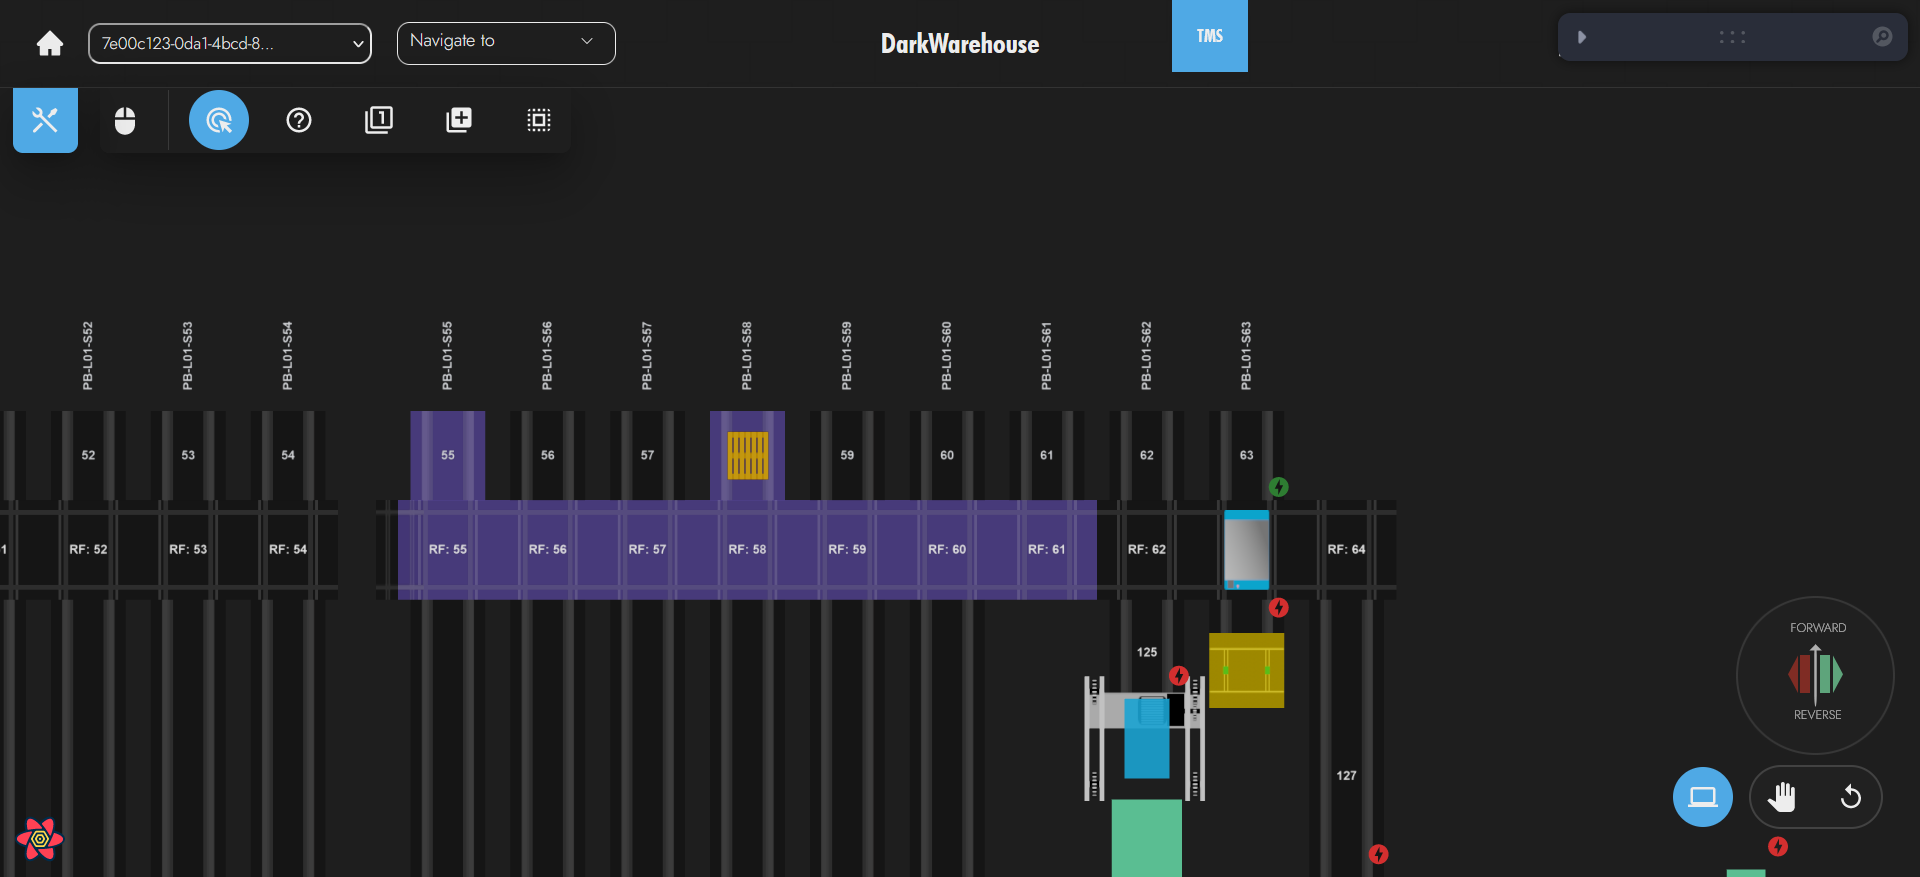 7e00c123-0da1-4bcd-8...
Navigate to
DarkWarehouse
TMS
1
PB-L01-S52
PB-L01-S53
PB-L01-S54
PB-L01-S55
PB-L01-S56
PB-L01-S57
PB-L01-S58
PB-L01-S59
PB-L01-S60
PB-L01-S61
PB-L01-S62
PB-L01-S63
52
53
54
55
56
57
59
60
61
62
63
1
RF: 52
RF: 53
RF: 54
RF: 55
RF: 56
RF: 57
RF: 58
RF: 59
RF: 60
RF: 61
RF: 62
RF: 64
125
127
FORWARD
REVERSE